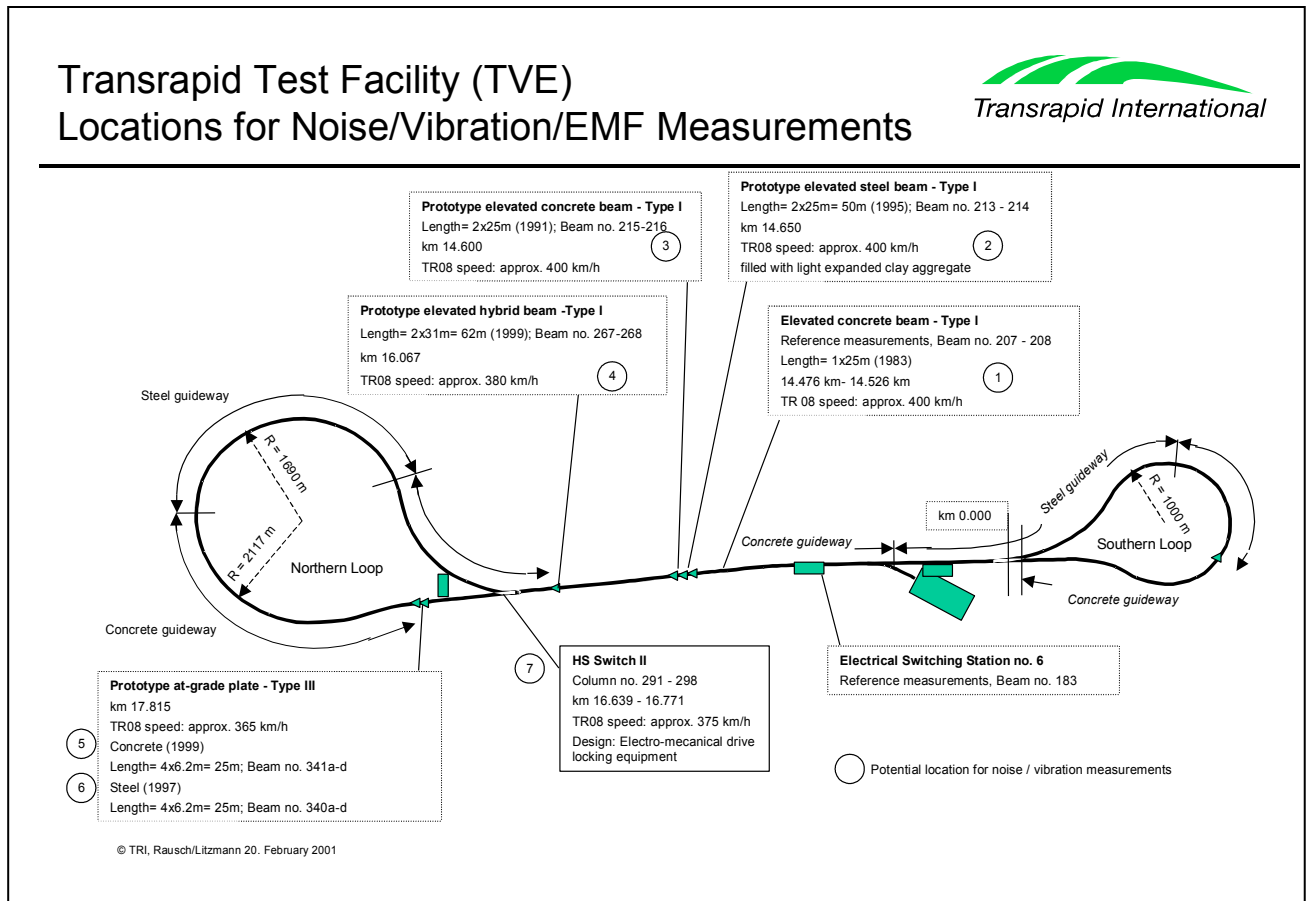 Transrapid Test Facility (TVE)
Locations for Noise/Vibration/EMF Measurements
Transrapid International
Prototype elevated concrete beam - Type I
Length= 2x25m (1991); Beam no. 215-216
km 14.600
TR08 speed: approx. 400 km/h
3
Prototype elevated steel beam - Type I
Length= 2x25m= 50m (1995); Beam no. 213 - 214
km 14.650
TR08 speed: approx. 400 km/h
filled with light expanded clay aggregate
2
Prototype elevated hybrid beam -Type I
Length= 2x31m= 62m (1999); Beam no. 267-268
km 16.067
TR08 speed: approx. 380 km/h
4
Elevated concrete beam - Type I
Reference measurements, Beam no. 207 - 208
Length= 1x25m (1983)
14.476 km- 14.526 km
TR 08 speed: approx. 400 km/h
1
Steel guideway
R = 1690 m
R = 2117 m
Northern Loop
Concrete guideway
Concrete guideway
km 0.000
Steel guideway
R = 1000 m
Southern Loop
Concrete guideway
Prototype at-grade plate - Type III
km 17.815
TR08 speed: approx. 365 km/h
5
Concrete (1999)
Length= 4x6.2m= 25m; Beam no. 341a-d
6
Steel (1997)
Length= 4x6.2m= 25m; Beam no. 340a-d
7
HS Switch II
Column no. 291 - 298
km 16.639 - 16.771
TR08 speed: approx. 375 km/h
Design: Electro-mecanical drive
locking equipment
Electrical Switching Station no. 6
Reference measurements, Beam no. 183
Potential location for noise / vibration measurements
© TRI, Rausch/Litzmann 20. February 2001